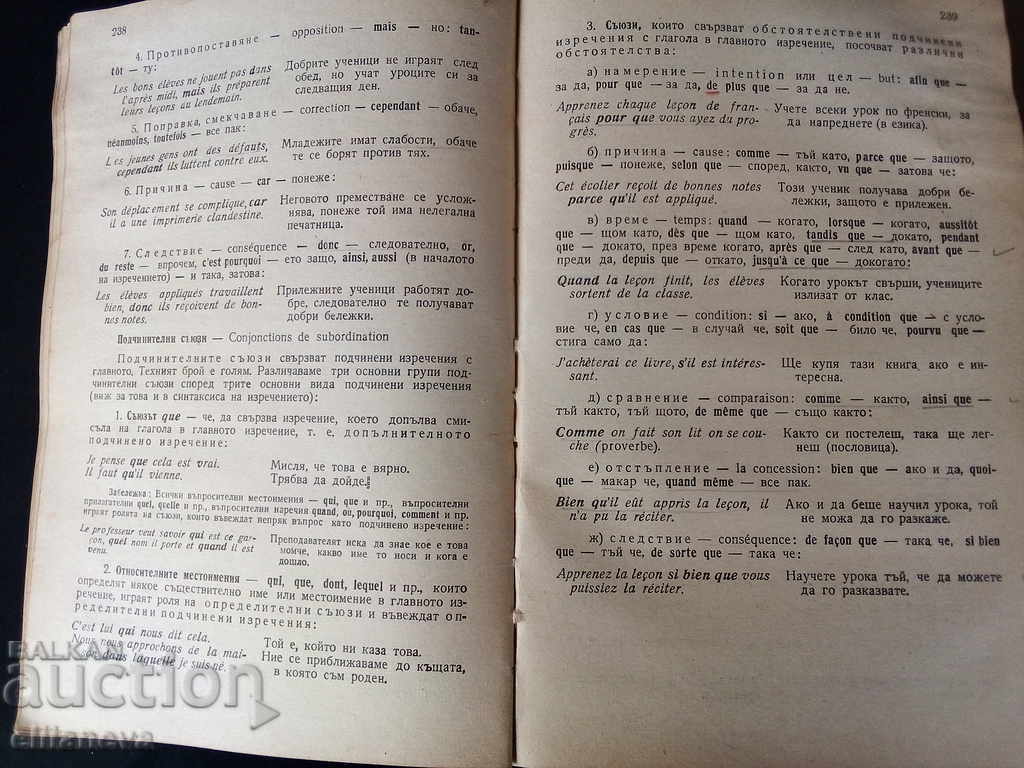 238
4. Противопоставяне — opposition — mais — но: tan-
tôt — ту:
Les bons élèves ne jouent pas dans
l'après midi, mais ils préparent
leurs leçons au lendemain.
Добрите ученици не играят след
обед, но учат уроците си за
следващия ден.
5. Поправка, смекчаване — correction — cependant — обаче,
néanmoins, toutefois — все пак:
Les jeunes gens ont des défauts,
cependant ils luttent contre eux.
Младежите имат слабости, обаче
те се борят против тях.
6. Причина — cause — car — понеже:
Son déplacement se complique, car
il a une imprimerie clandestine.
Неговото преместване се услож-
нява, понеже той има нелегална
печатница.
7. Следствие — conséquence — donc — следователно, or,
du reste — впрочем, c'est pourquoi — ето защо, ainsi, aussi (в началото
на изречението) — и така, затова:
Les élèves appliqués travaillent
bien, donc ils reçoivent de bon-
nes notes.
Прилежните ученици работят до-
бре, следователно те получават
добри бележки.
Подчинителни съюзи — Conjonctions de subordination
Подчинителните съюзи свързват подчинени изречения с
главното. Техният брой е голям. Различаваме три основни групи под-
чинителни съюзи според трите основни вида подчинени изречения
(виж за това и в синтаксиса на изречението):
1. Съюзът que — че, да свързва изречение, което допълва сми-
съла на глагола в главното изречение, т. е. допълнителното
подчинено изречение:
Je pense que cela est vrai.
Il faut qu'il vienne.
Мисля, че това е вярно.
Трябва да дойде.
Забележка: Всички въпросителни местоимения — qui, que и пр., въпросителни
прилагателни quel, quelle и пр., въпросителни наречия quand, ou, pourquoi, comment и пр.
играят ролята на съюзи, които въвеждат непряк въпрос като подчинено изречение:
Le professeur veut savoir qui est ce gar-
çon, quel nom il porte et quand il est
venu.
Преподавателят иска да знае кое е това
момче, какво име то носи и кога е
дошло.
2. Относителните местоимения — qui, que, dont, lequel и пр., които
определят някое съществително име или местоимение в главното из-
речение, играят роля на определителни съюзи и въвеждат оп-
ределителни подчинени изречения:
C'est lui qui nous dit cela.
Nous nous approchons de la mai-
son dans laquelle je suis né.
Той е, който ни каза това.
Ние се приближаваме до къщата,
в която съм роден.
239
3. Съюзи, които свързват обстоятелствени подчинени
изречения с глагола в главното изречение, посочват различни
обстоятелства:
а) намерение — intention или цел — but: afin que —
за да, pour que — за да, de plus que — за да не.
Apprenez chaque leçon de fran-
çais pour que vous ayez du pro-
grès.
Учете всеки урок по френски, за
да напреднете (в езика).
б) причина — cause: comme — тъй като, parce que — защото,
puisque — понеже, selon que — според, както, vu que — затова че:
Cet écolier reçoit de bonnes notes
parce qu'il est appliqué.
Този ученик получава добри бе-
лежки, защото е прилежен.
в) време — temps: quand — когато, lorsque — когато, aussitôt
que — щом като, dès que — щом като, tandis que — докато, pendant
que — докато, през време когато, après que — след като, avant que —
преди да, depuis que — откато, jusqu'à ce que — докогато:
Quand la leçon finit, les élèves
sortent de la classe.
Когато урокът свърши, учениците
излизат от клас.
г) условие — condition: si — ако, à condition que — с усло-
вие че, en cas que — в случай че, soit que — било че, pourvu que —
стига само да:
J'achèterai ce livre, s'il est intéres-
sant.
Ще купя тази книга, ако е ин-
тересна.
д) сравнение — comparaison: comme — както, ainsi que —
тъй както, тъй щото, de même que — също както:
Comme on fait son lit on se cou-
che (proverbe).
Както си постелеш, така ще лег-
неш (пословица).
е) отстъпление — la concession: bien que — ако и да, quoi-
que — макар че, quand même — все пак.
Bien qu'il eût appris la leçon, il
n'a pu la réciter.
Ако и да беше научил урока, той
не можа да го разкаже.
ж) следствие — conséquence: de façon que — така че, si bien
que — тъй че, de sorte que — така че:
Apprenez la leçon si bien que vous
puissiez la réciter.
Научете урока тъй, че да можете
да го разказвате.
BALKAN
auction
elitaneva